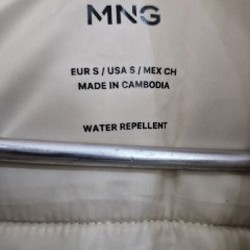 MNG
EUR S / USA S / MEX CH
MADE IN CAMBODIA
WATER REPELLENT